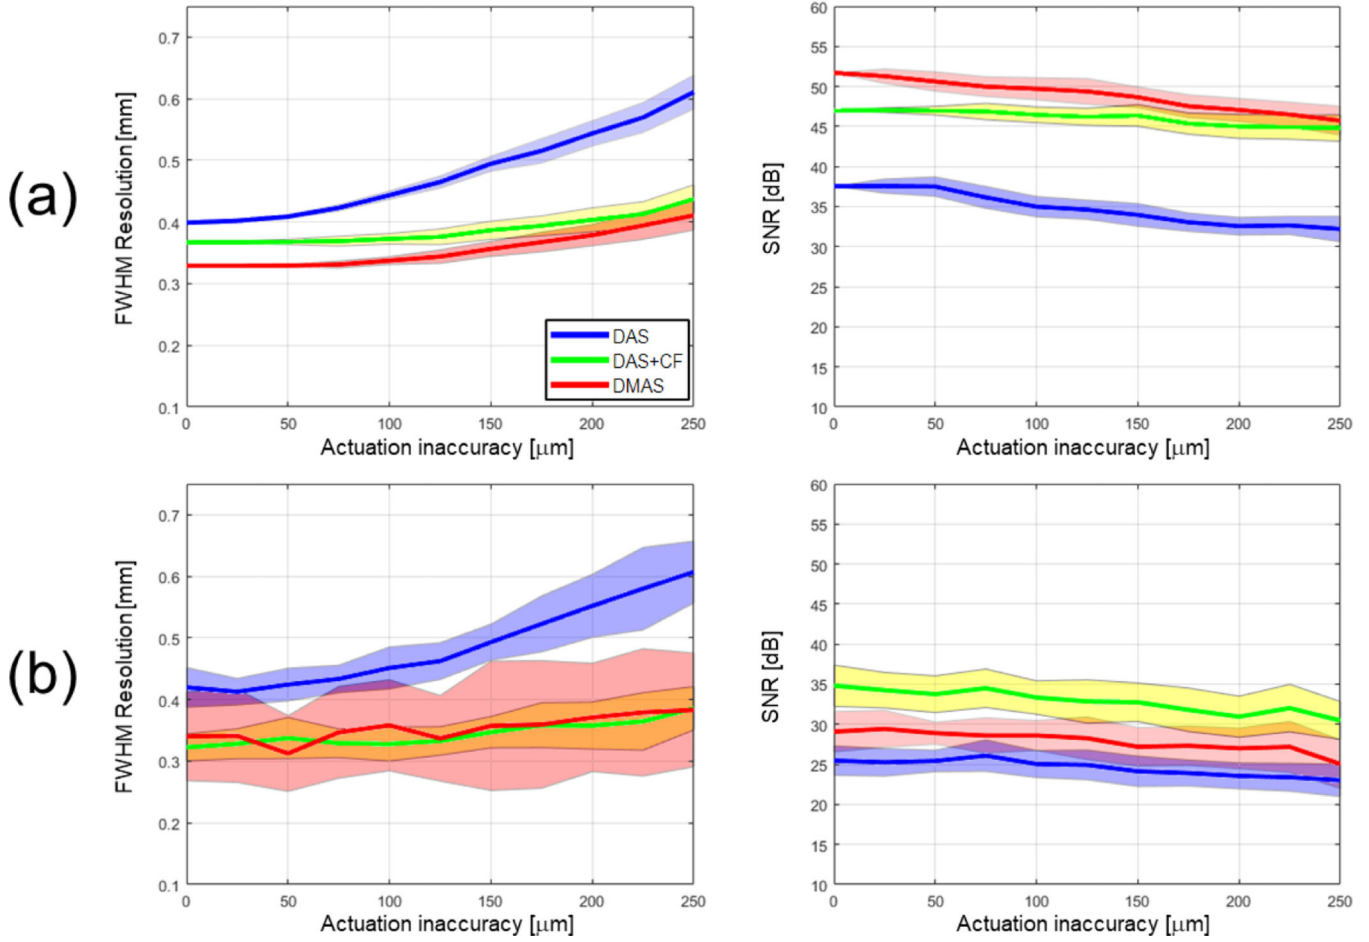 (a)
FWHM Resolution [mm]
0.7
0.6
0.5
0.4
0.3
0.2
0.1
0 50 100 150 200 250
Actuation inaccuracy [μm]
DAS
DAS+CF
DMAS
SNR [dB]
60
55
50
45
40
35
30
25
20
15
10
0 50 100 150 200 250
Actuation inaccuracy [μm]
(b)
FWHM Resolution [mm]
0.7
0.6
0.5
0.4
0.3
0.2
0.1
0 50 100 150 200 250
Actuation inaccuracy [μm]
SNR [dB]
60
55
50
45
40
35
30
25
20
15
10
0 50 100 150 200 250
Actuation inaccuracy [μm]